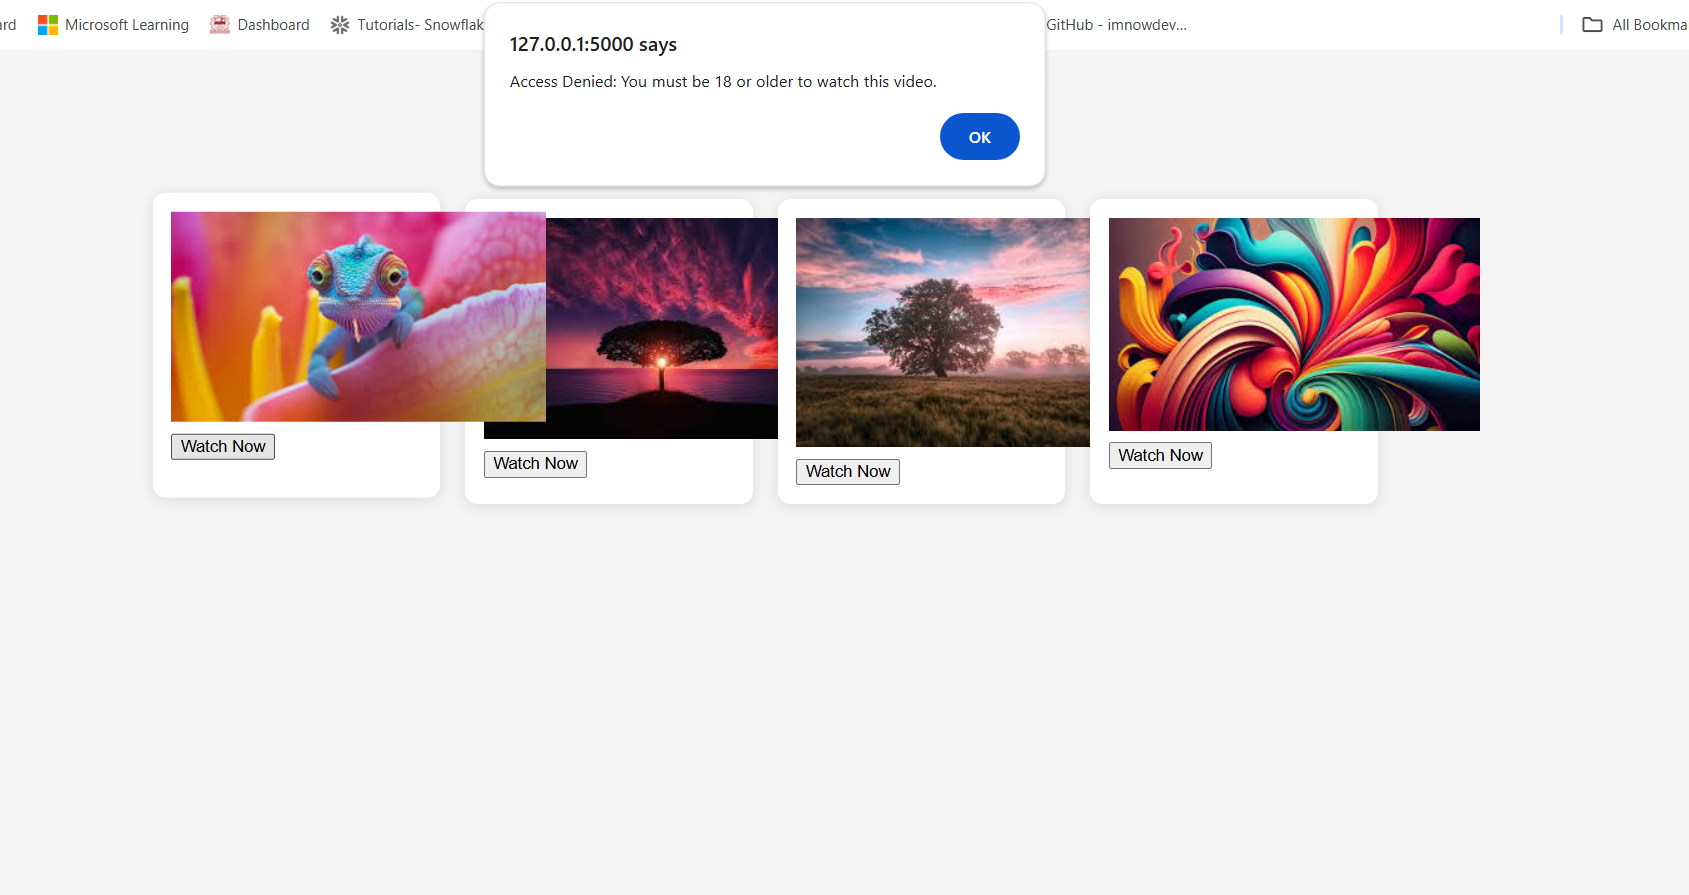 ard Microsoft Learning Dashboard Tutorials- Snowflak GitHub - imnowdev... All Bookma
127.0.0.1:5000 says
Access Denied: You must be 18 or older to watch this video.
OK
Watch Now
Watch Now
Watch Now
Watch Now